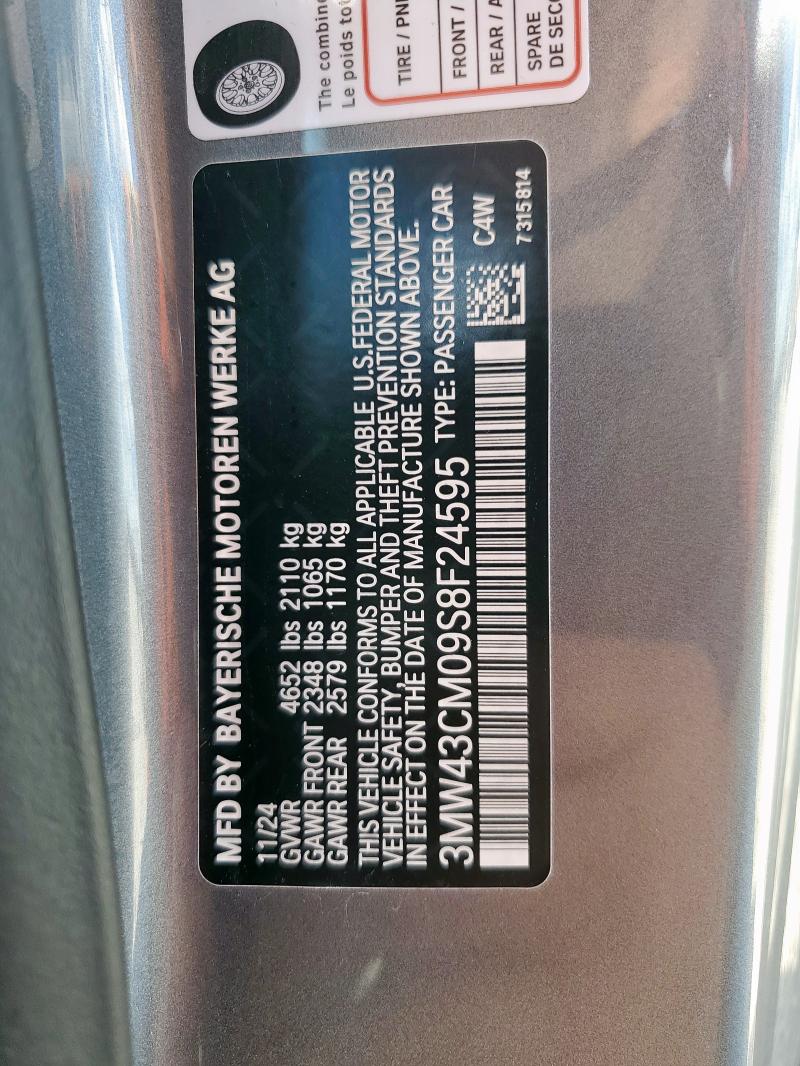 The combine
Le poids tot
TIRE / PN
FRONT /
REAR / A
SPARE
DE SEC
MFD BY BAYERISCHE MOTOREN WERKE AG
11/24
GVWR 4652 lbs 2110 kg
GAWR FRONT 2348 lbs 1065 kg
GAWR REAR 2579 lbs 1170 kg
THIS VEHICLE CONFORMS TO ALL APPLICABLE U.S.FEDERAL MOTOR
VEHICLE SAFETY, BUMPER AND THEFT PREVENTION STANDARDS
IN EFFECT ON THE DATE OF MANUFACTURE SHOWN ABOVE.
3MW43CM09S8F24595 TYPE: PASSENGER CAR
C4W
7 315 814